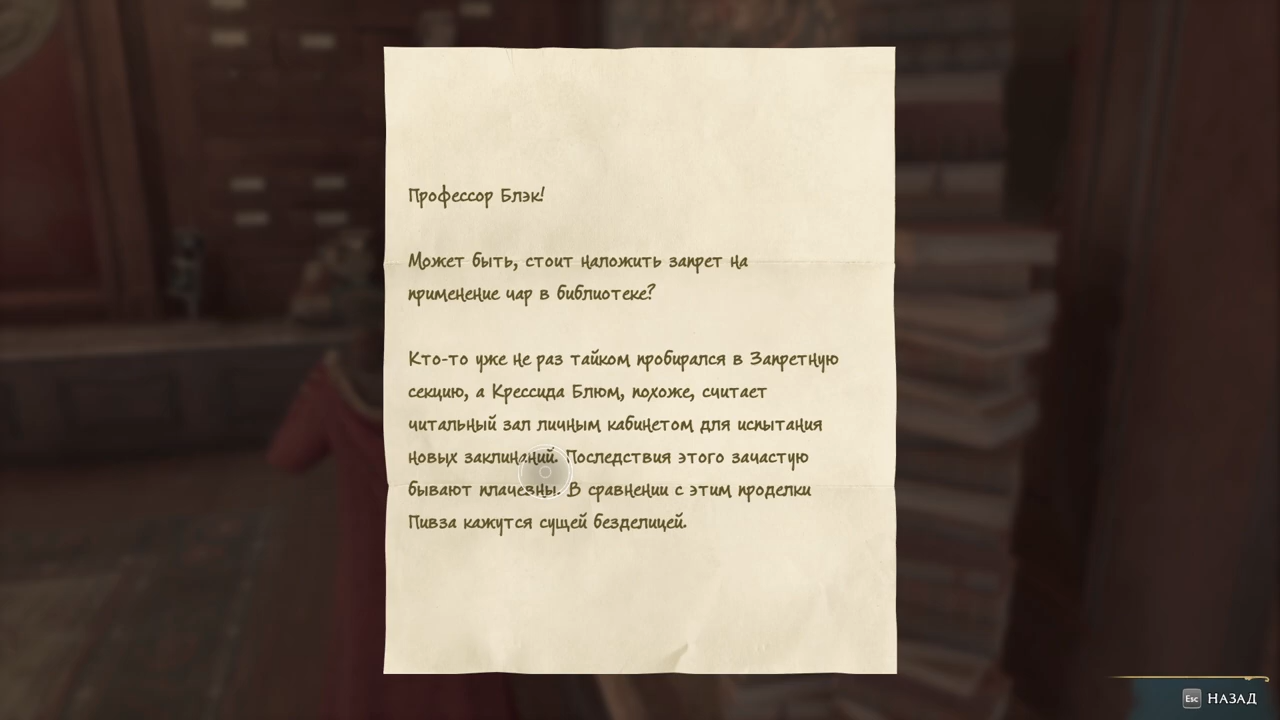 Профессор Блэк!
Может быть, стоит наложить запрет на
применение чар в библиотеке?
Кто-то уже не раз тайком пробирался в Запретную
секцию, а Крессида Блюм, похоже, считает
читальный зал личным кабинетом для испытания
новых заклинаний. Последствия этого зачастую
бывают плачевны. В сравнении с этим проделки
Пивза кажутся сущей безделицей.
Esc НАЗАД